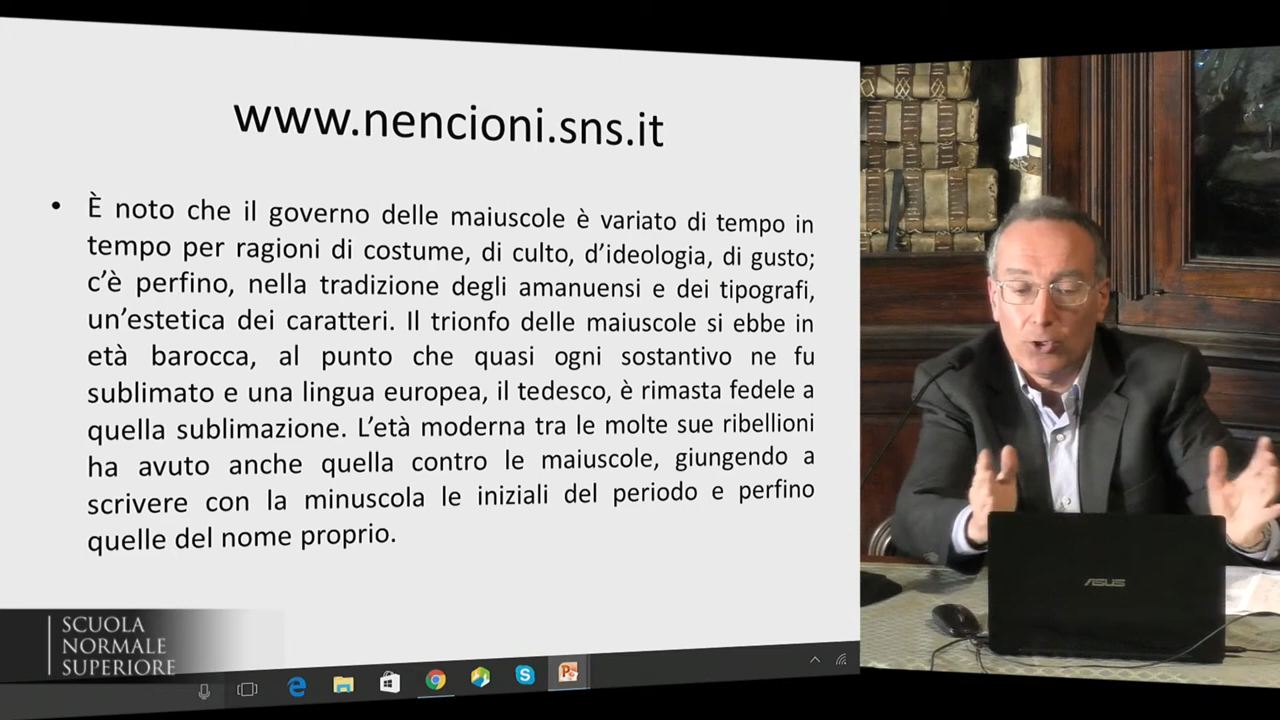 www.nencioni.sns.it
• È noto che il governo delle maiuscole è variato di tempo in
tempo per ragioni di costume, di culto, d’ideologia, di gusto;
c’è perfino, nella tradizione degli amanuensi e dei tipografi,
un’estetica dei caratteri. Il trionfo delle maiuscole si ebbe in
età barocca, al punto che quasi ogni sostantivo ne fu
sublimato e una lingua europea, il tedesco, è rimasta fedele a
quella sublimazione. L’età moderna tra le molte sue ribellioni
ha avuto anche quella contro le maiuscole, giungendo a
scrivere con la minuscola le iniziali del periodo e perfino
quelle del nome proprio.
SCUOLA
NORMALE
SUPERIORE
ASUS